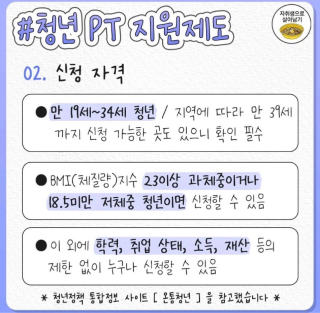 #청년 PT 지원제도
자취생으로
살아남기
02. 신청 자격
● 만 19세~34세 청년 / 지역에 따라 만 39세
까지 신청 가능한 곳도 있으니 확인 필수
● BMI(체질량)지수 23이상 과체중이거나
18.5미만 저체중 청년이면 신청할 수 있음
● 이 외에 학력, 취업 상태, 소득, 재산 등의
제한 없이 누구나 신청할 수 있음
* 청년정책 통합정보 사이트 [ 온통청년 ] 을 참고했습니다 *